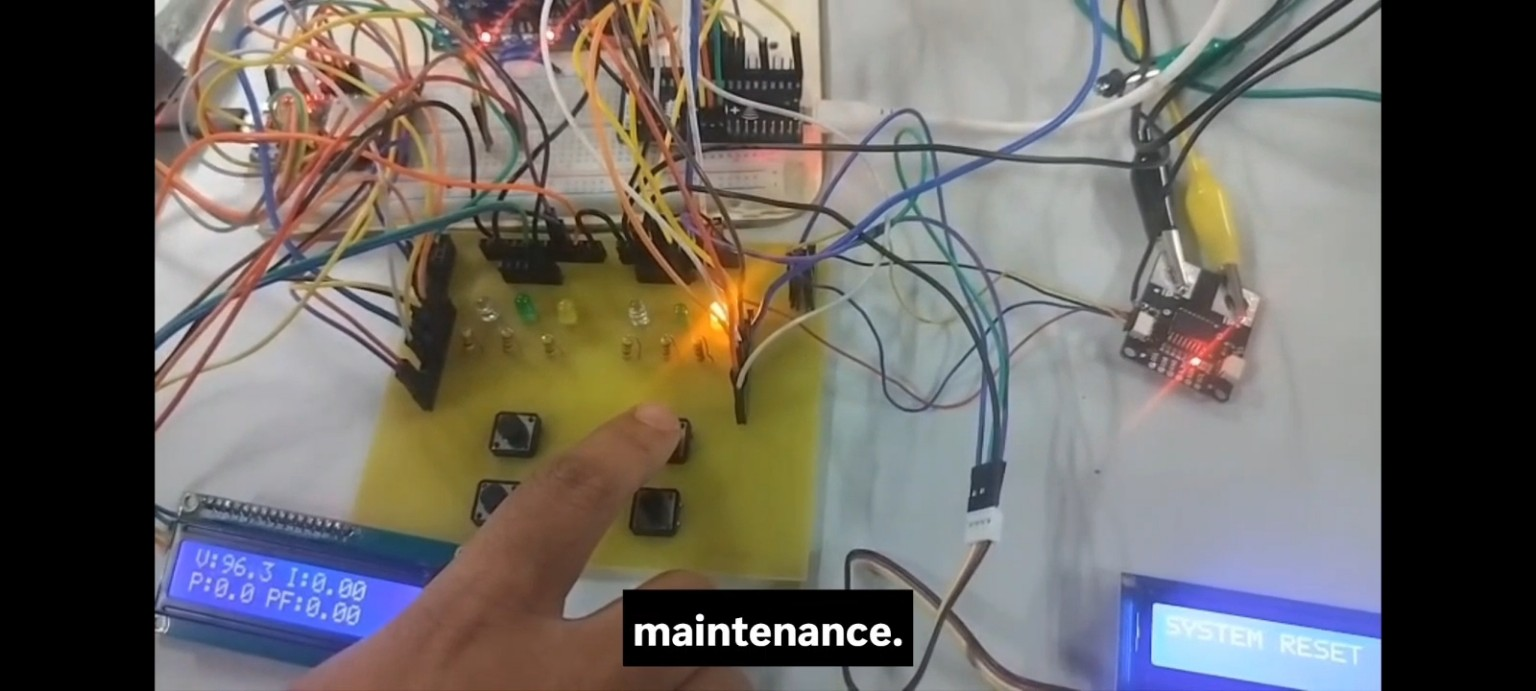 V:96.3 I:0.00
P:0.0 PF:0.00
SYSTEM RESET
maintenance.